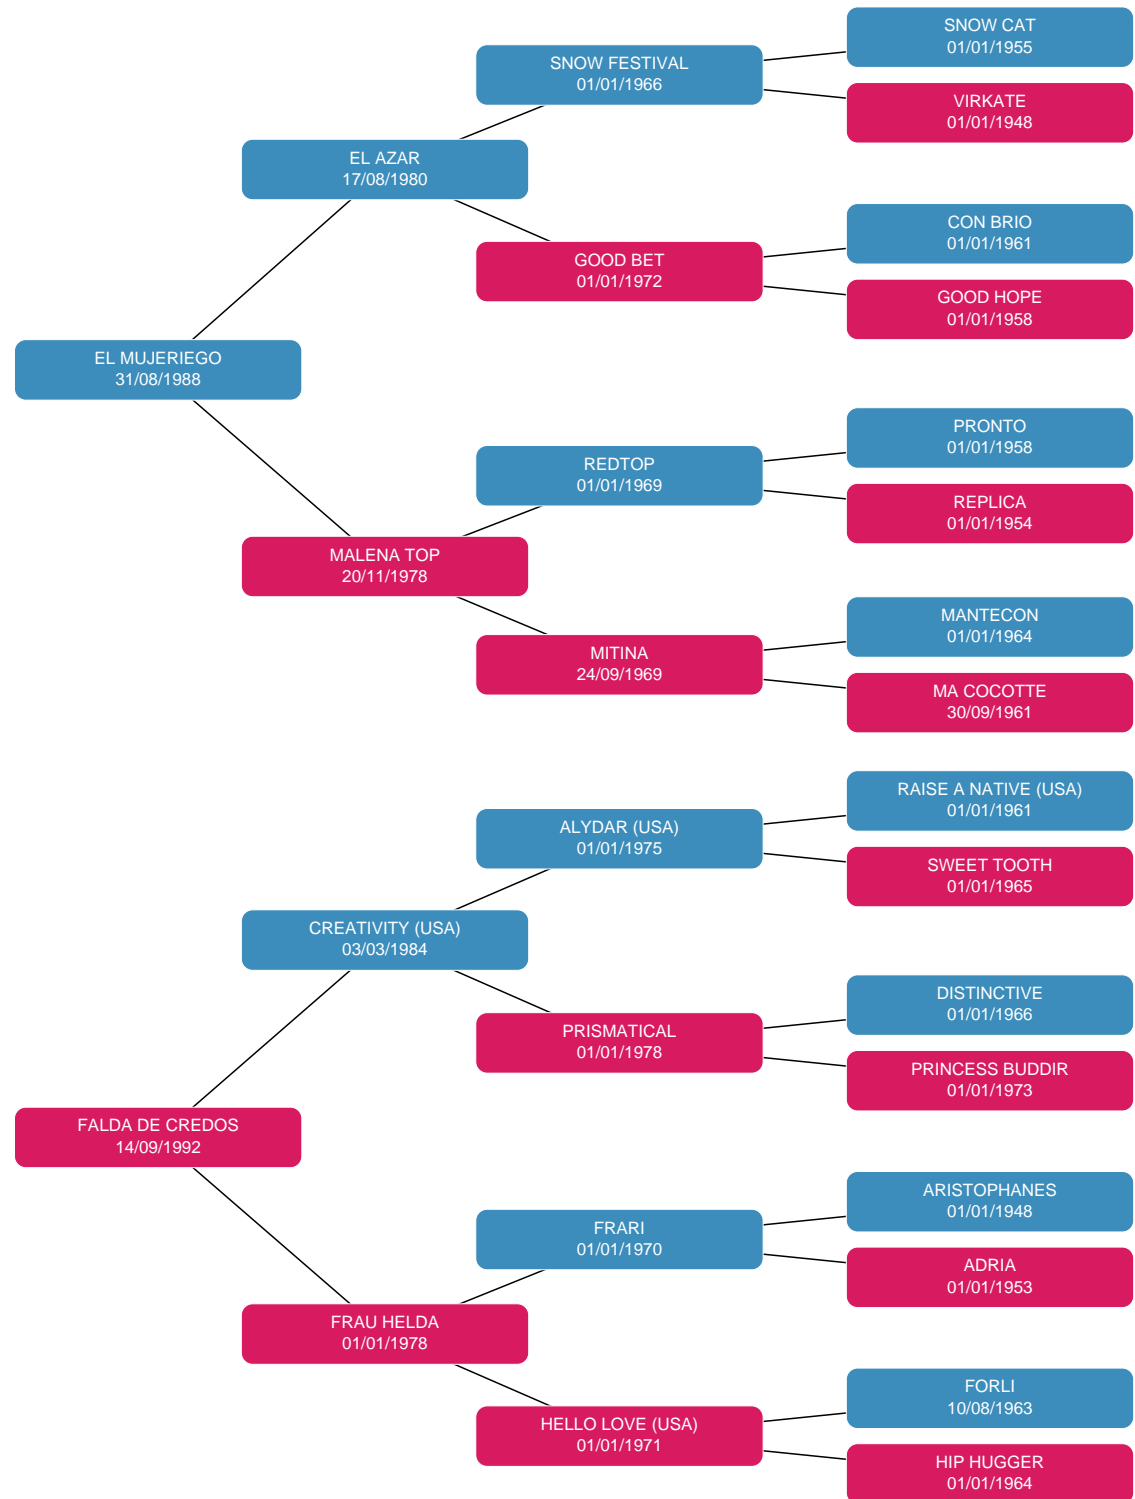 SNOW CAT
01/01/1955
SNOW FESTIVAL
01/01/1966
VIRKATE
01/01/1948
EL AZAR
17/08/1980
CON BRIO
01/01/1961
GOOD BET
01/01/1972
GOOD HOPE
01/01/1958
EL MUJERIEGO
31/08/1988
PRONTO
01/01/1958
REDTOP
01/01/1969
REPLICA
01/01/1954
MALENA TOP
20/11/1978
MANTECON
01/01/1964
MITINA
24/09/1969
MA COCOTTE
30/09/1961
RAISE A NATIVE (USA)
01/01/1961
ALYDAR (USA)
01/01/1975
SWEET TOOTH
01/01/1965
CREATIVITY (USA)
03/03/1984
DISTINCTIVE
01/01/1966
PRISMATICAL
01/01/1978
PRINCESS BUDDIR
01/01/1973
FALDA DE CREDOS
14/09/1992
ARISTOPHANES
01/01/1948
FRARI
01/01/1970
ADRIA
01/01/1953
FRAU HELDA
01/01/1978
FORLI
10/08/1963
HELLO LOVE (USA)
01/01/1971
HIP HUGGER
01/01/1964